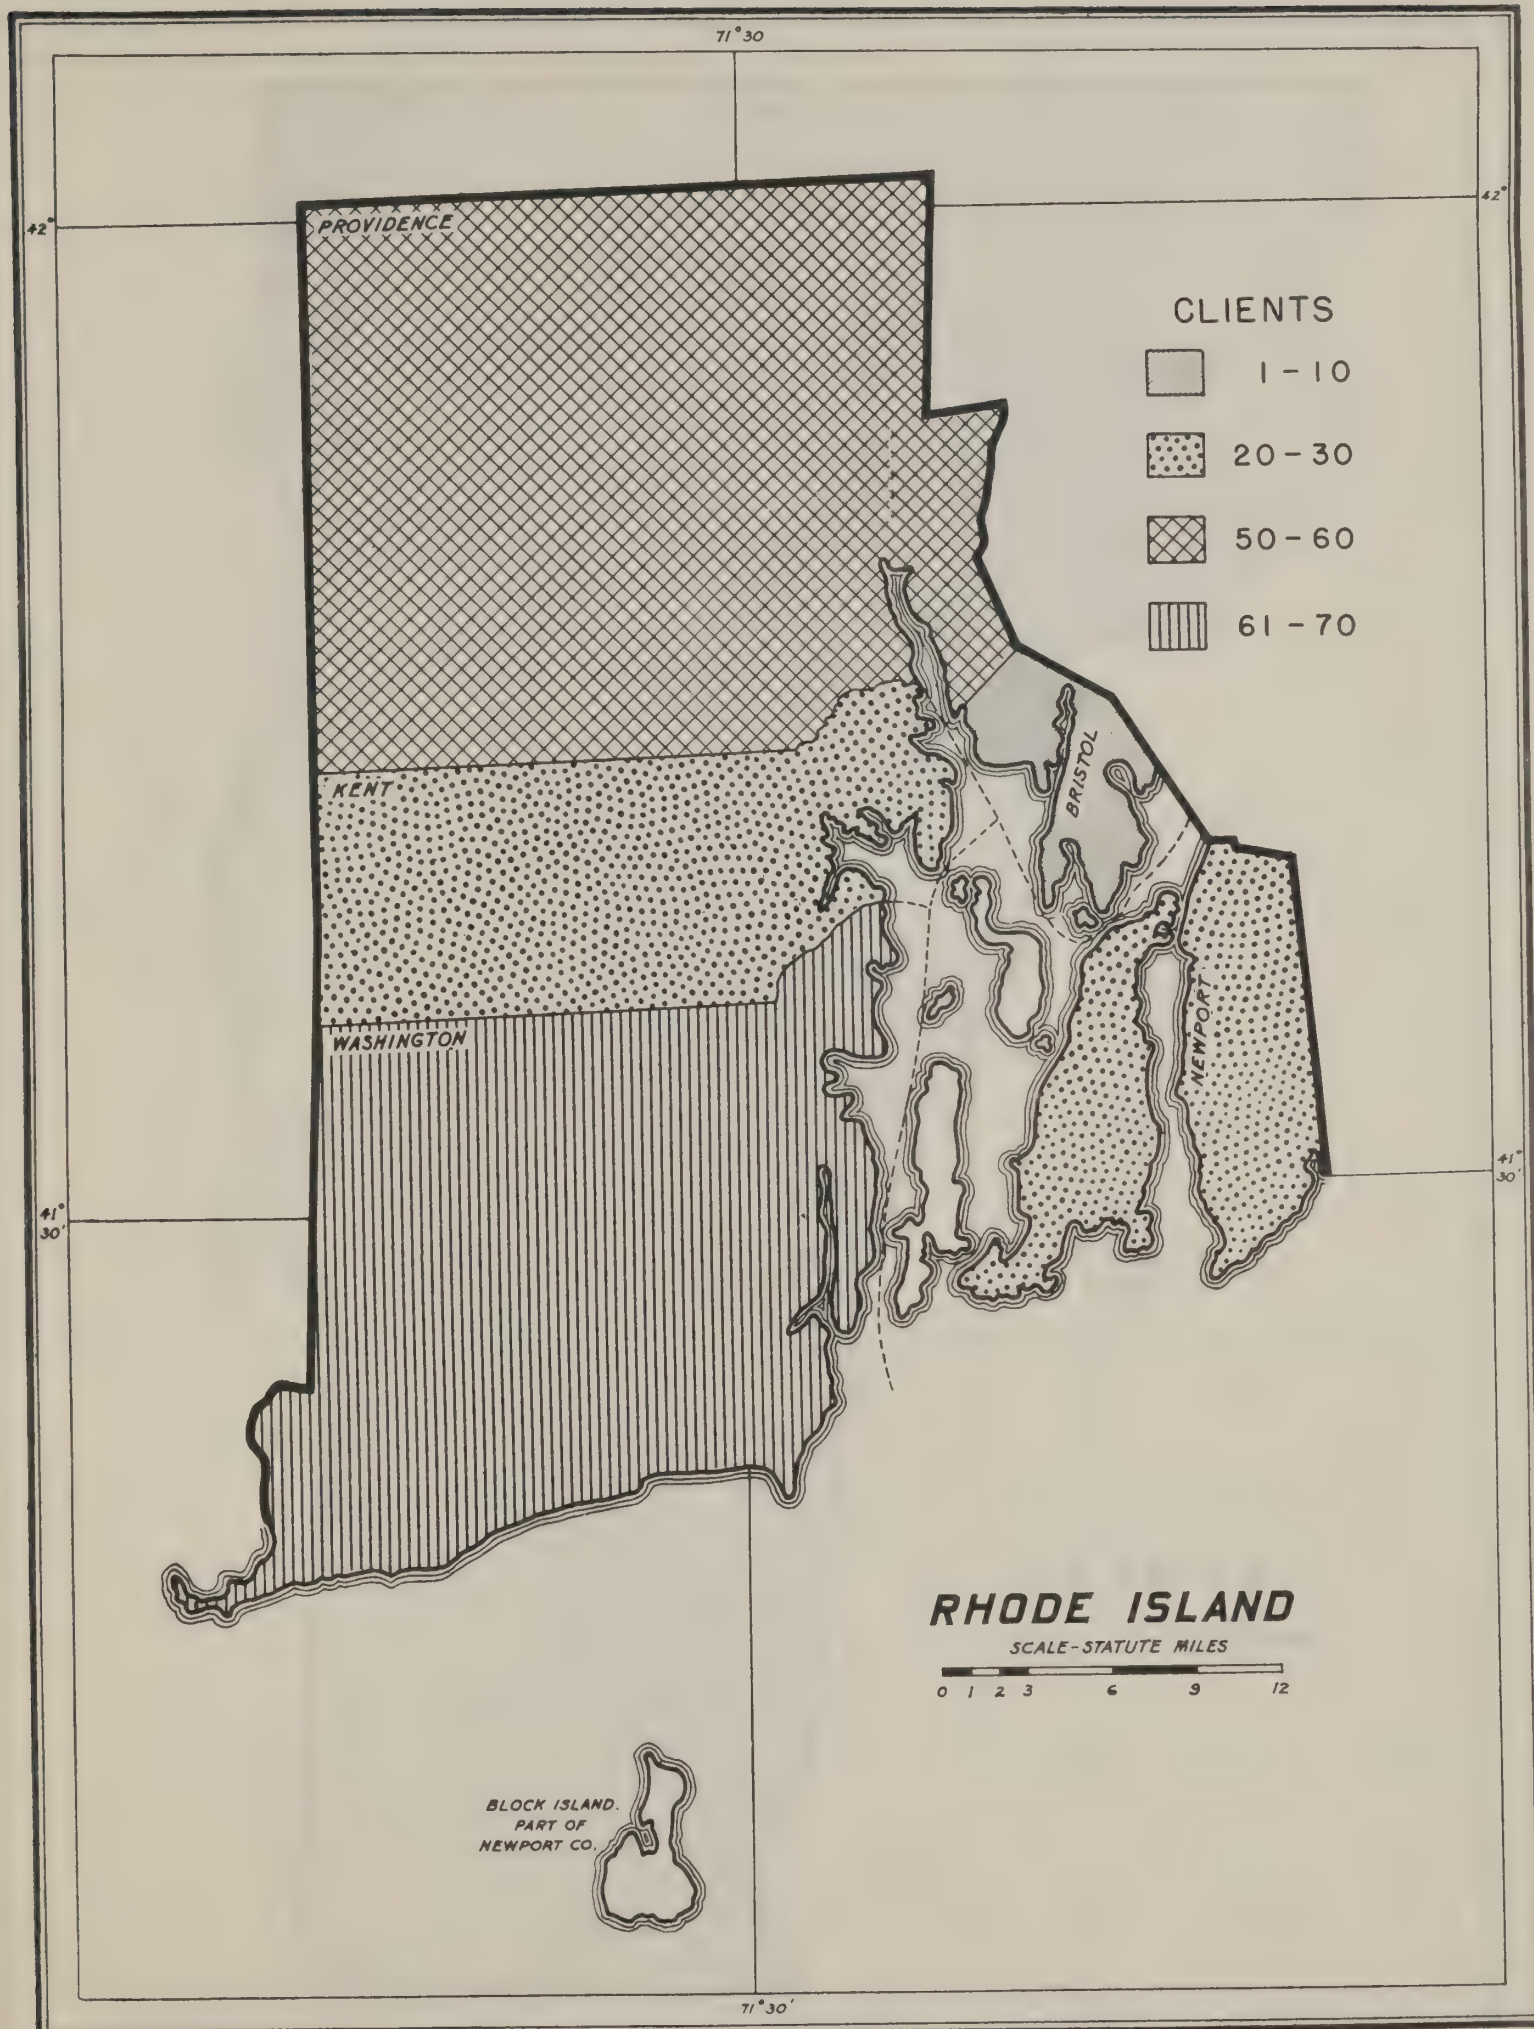 71°30
42°
42°
PROVIDENCE
CLIENTS
1-10
20-30
50-60
61-70
BRISTOL
KENT
NEWPORT
WASHINGTON
41°
30'
41°
30'
RHODE ISLAND
SCALE-STATUTE MILES
0 1 2 3 6 9 12
BLOCK ISLAND.
PART OF
NEWPORT CO.
71°30'